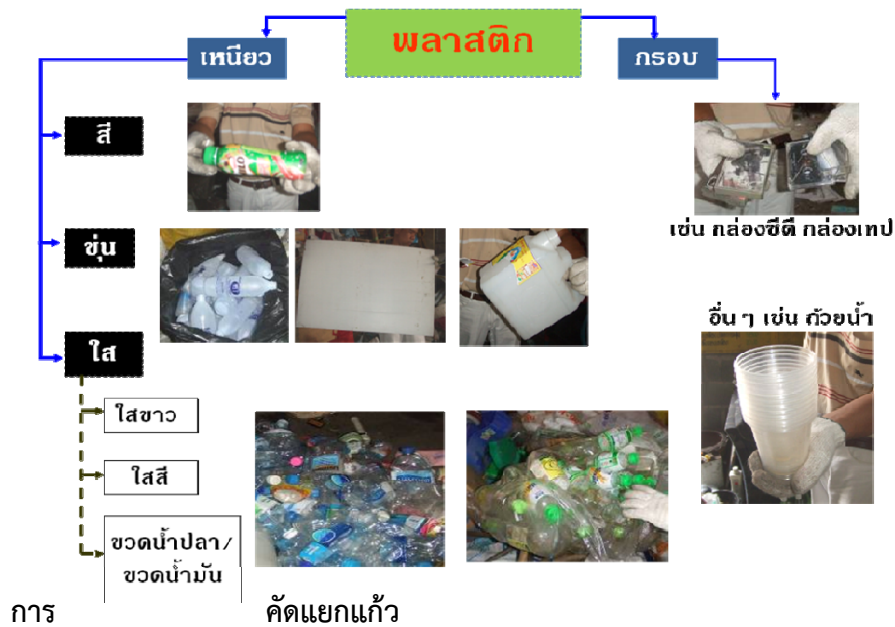 พลาสติก
เหนียว
กรอบ
สี
เช่น กล่องซีดี กล่องเทป
ขุ่น
อื่น ๆ เช่น ถ้วยน้ำ
ใส
ใสขาว
ใสสี
ขวดน้ำปลา/
ขวดน้ำมัน
การ คัดแยกแก้ว